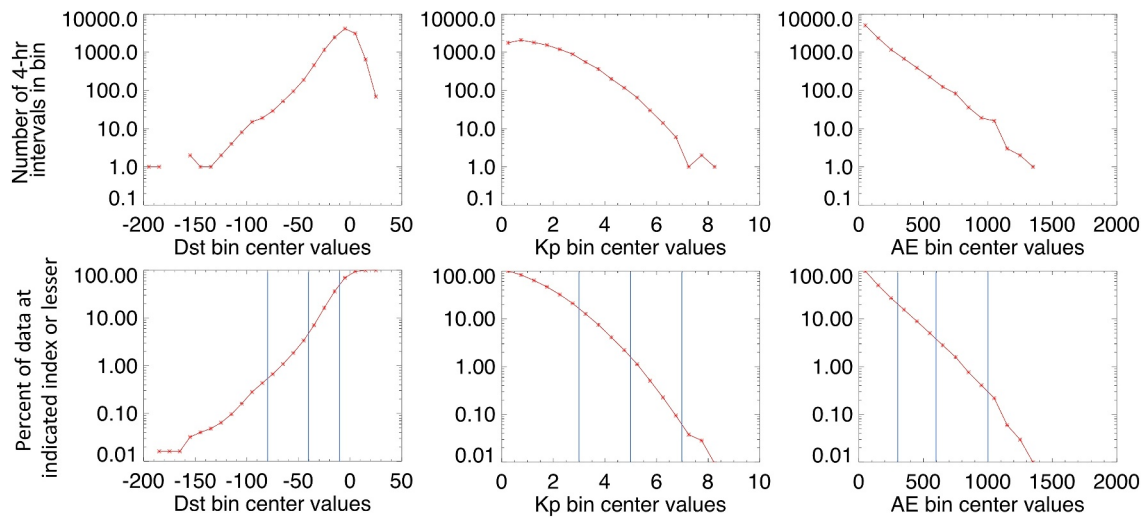 Number of 4-hr
intervals in bin
10000.0
1000.0
100.0
10.0
1.0
0.1
-200 -150 -100 -50 0 50
Dst bin center values
10000.0
1000.0
100.0
10.0
1.0
0.1
0 2 4 6 8 10
Kp bin center values
10000.0
1000.0
100.0
10.0
1.0
0.1
0 500 1000 1500 2000
AE bin center values
Percent of data at
indicated index or lesser
100.00
10.00
1.00
0.10
0.01
-200 -150 -100 -50 0 50
Dst bin center values
100.00
10.00
1.00
0.10
0.01
0 2 4 6 8 10
Kp bin center values
100.00
10.00
1.00
0.10
0.01
0 500 1000 1500 2000
AE bin center values